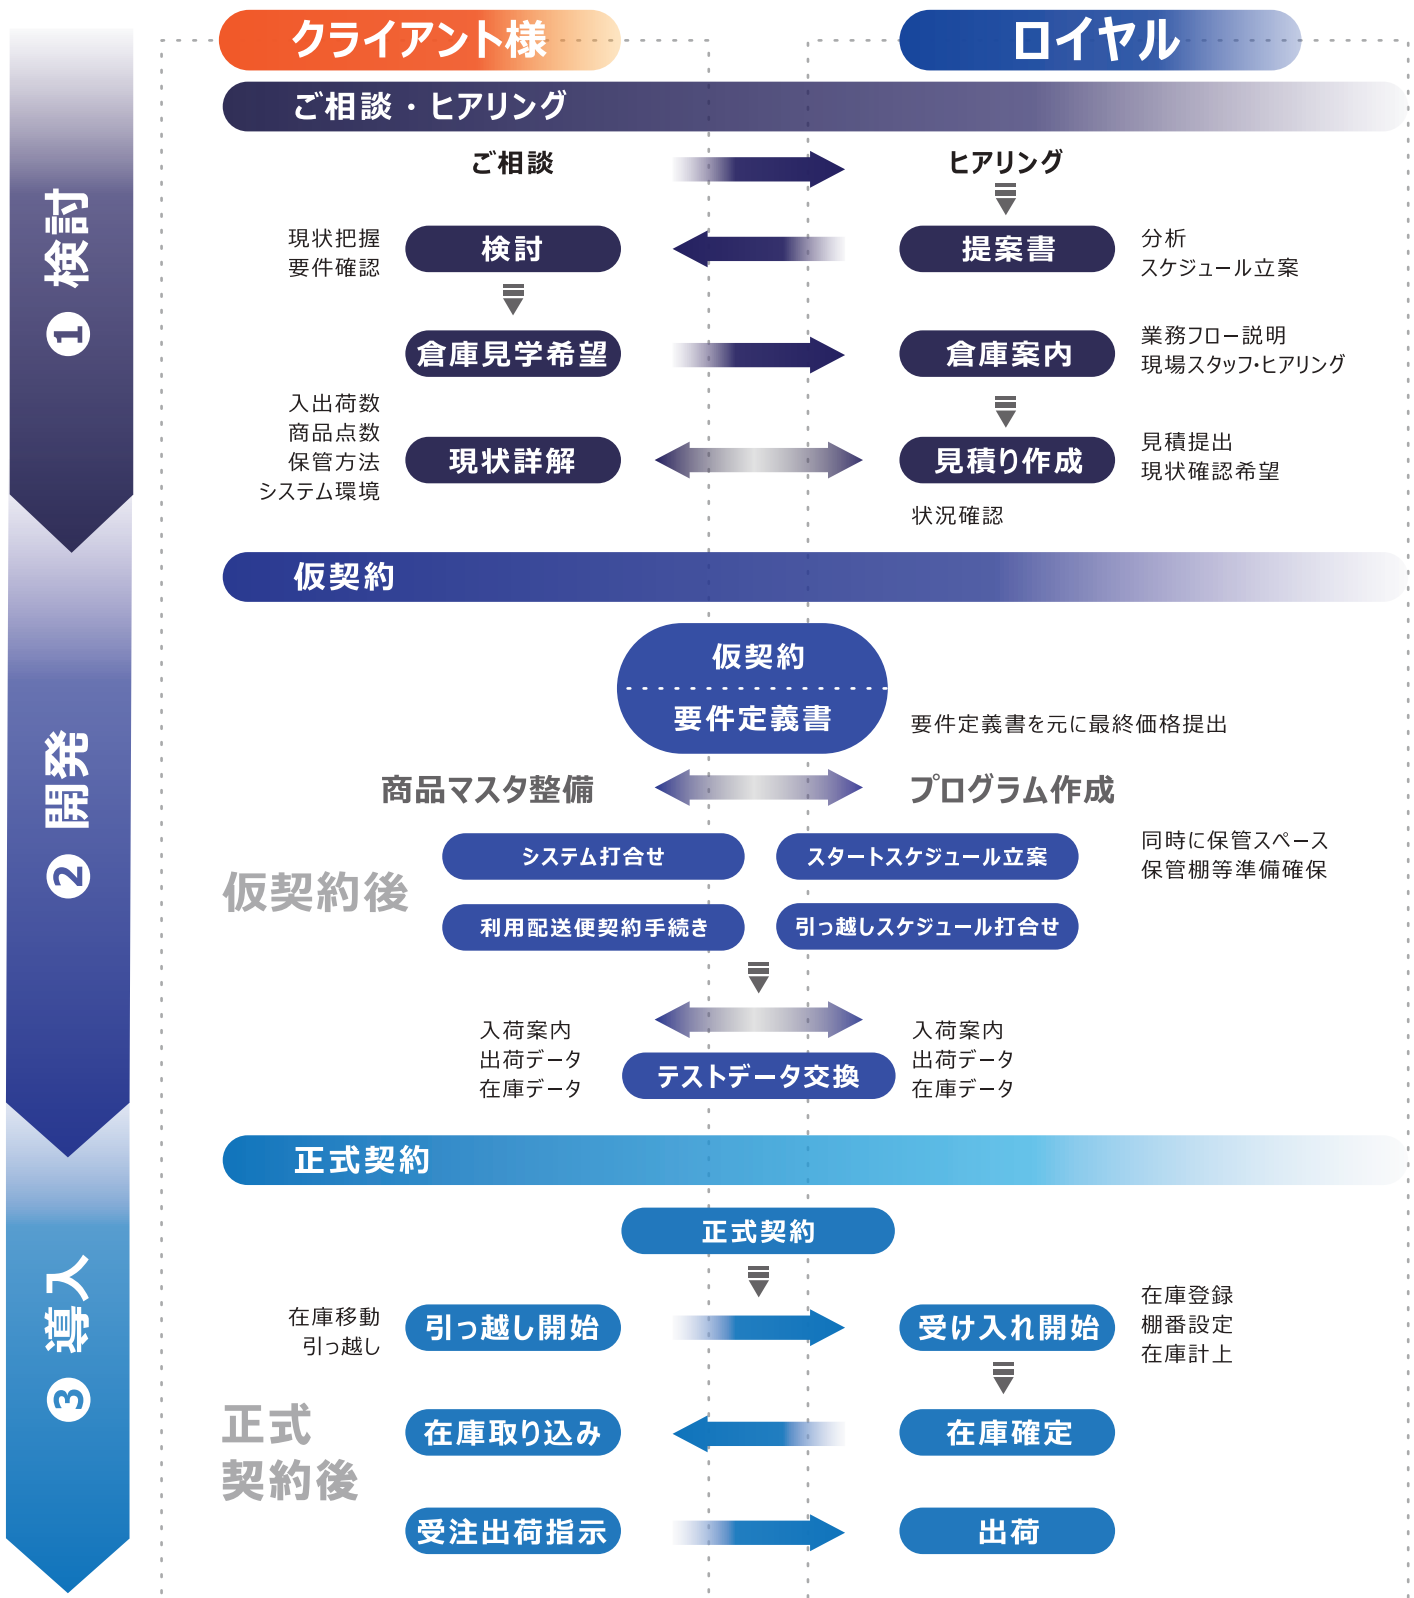 クライアント様
ロイヤル
❶ 検討
ご相談・ヒアリング
ご相談
ヒアリング
現状把握
要件確認
検討
提案書
分析
スケジュール立案
倉庫見学希望
倉庫案内
業務フロー説明
現場スタッフ・ヒアリング
入出荷数
商品点数
保管方法
システム環境
現状詳解
見積り作成
見積提出
現状確認希望
状況確認
❷ 開発
仮契約
仮契約
要件定義書
要件定義書を元に最終価格提出
商品マスタ整備
プログラム作成
仮契約後
システム打合せ
スタートスケジュール立案
同時に保管スペース
保管棚等準備確保
利用配送便契約手続き
引っ越しスケジュール打合せ
入荷案内
出荷データ
在庫データ
テストデータ交換
入荷案内
出荷データ
在庫データ
❸ 導入
正式契約
正式契約
在庫移動
引っ越し
引っ越し開始
受け入れ開始
在庫登録
棚番設定
在庫計上
正式
契約後
在庫取り込み
在庫確定
受注出荷指示
出荷